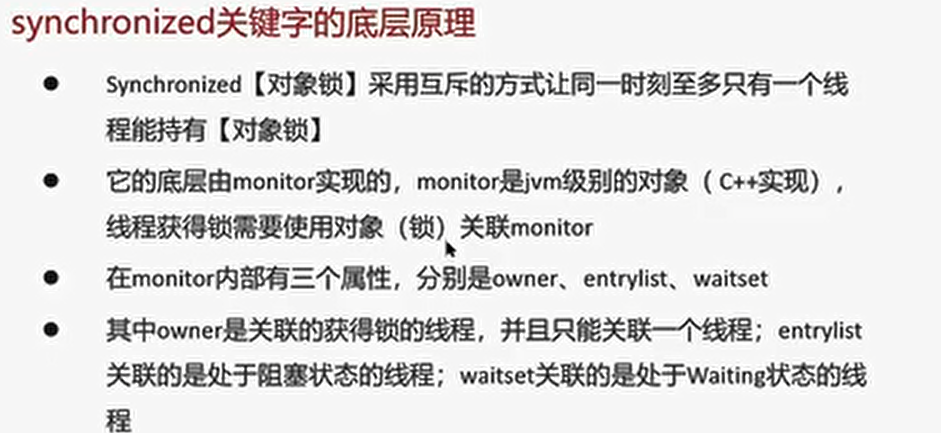 synchronized关键字的底层原理
Synchronized【对象锁】采用互斥的方式让同一时刻至多只有一个线
程能持有【对象锁】
它的底层由monitor实现的，monitor是jvm级别的对象（ C++实现），
线程获得锁需要使用对象（锁）关联monitor
在monitor内部有三个属性，分别是owner、entrylist、waitset
其中owner是关联的获得锁的线程，并且只能关联一个线程；entrylist
关联的是处于阻塞状态的线程；waitset关联的是处于Waiting状态的线
程